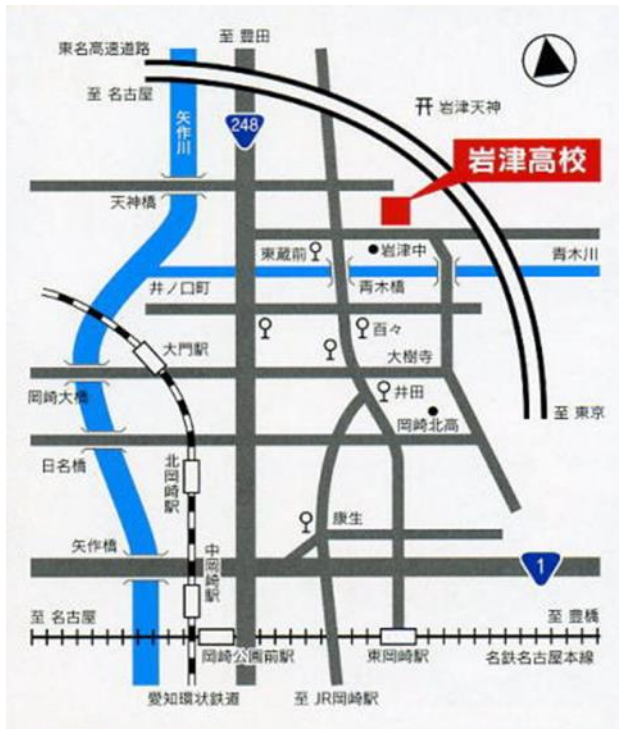 至 豊田
東名高速道路
至 名古屋
矢作川
248
岩津天神
岩津高校
天神橋
東蔵前
岩津中
青木川
井ノ口町
青木橋
百々
大門駅
大樹寺
井田
岡崎大橋
岡崎北高
至 東京
日名橋
北岡崎駅
康生
矢作橋
中岡崎駅
1
至 名古屋
至 豊橋
岡崎公園前駅
東岡崎駅
名鉄名古屋本線
愛知環状鉄道
至 JR岡崎駅